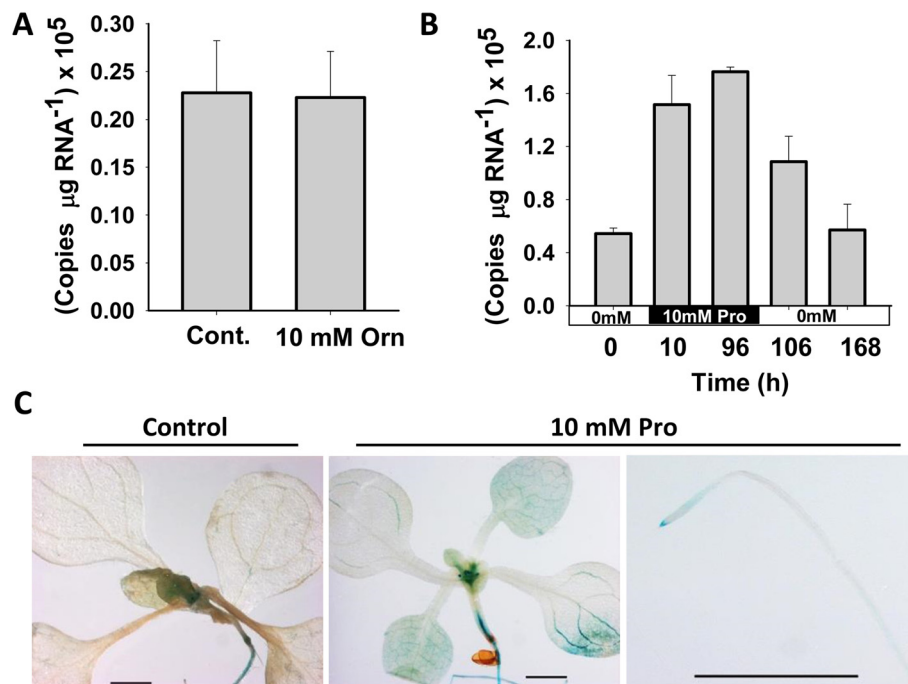 A
(Copies μg RNA⁻¹) x 10⁵
0.30
0.25
0.20
0.15
0.10
0.05
0.00
Cont.
10 mM Orn
B
(Copies μg RNA⁻¹) x 10⁵
2.0
1.6
1.2
0.8
0.4
0.0
0mM
10mM Pro
0mM
0
10
96
106
168
Time (h)
C
Control
10 mM Pro